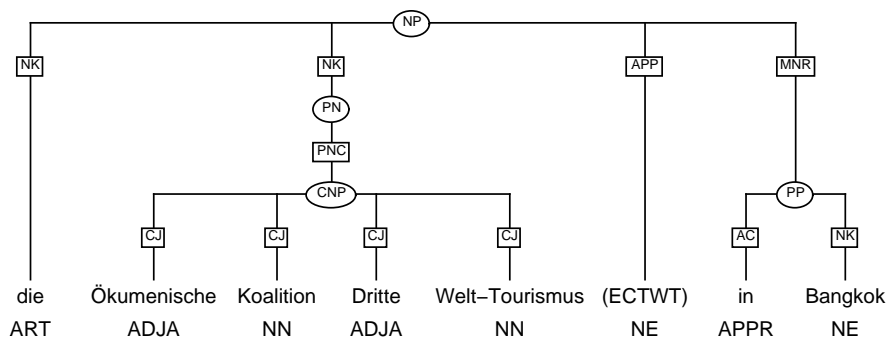 NP
NK NK APP MNR
PN
PNC
CNP PP
CJ CJ CJ CJ AC NK
die Ökumenische Koalition Dritte Welt−Tourismus (ECTWT) in Bangkok
ART ADJA NN ADJA NN NE APPR NE